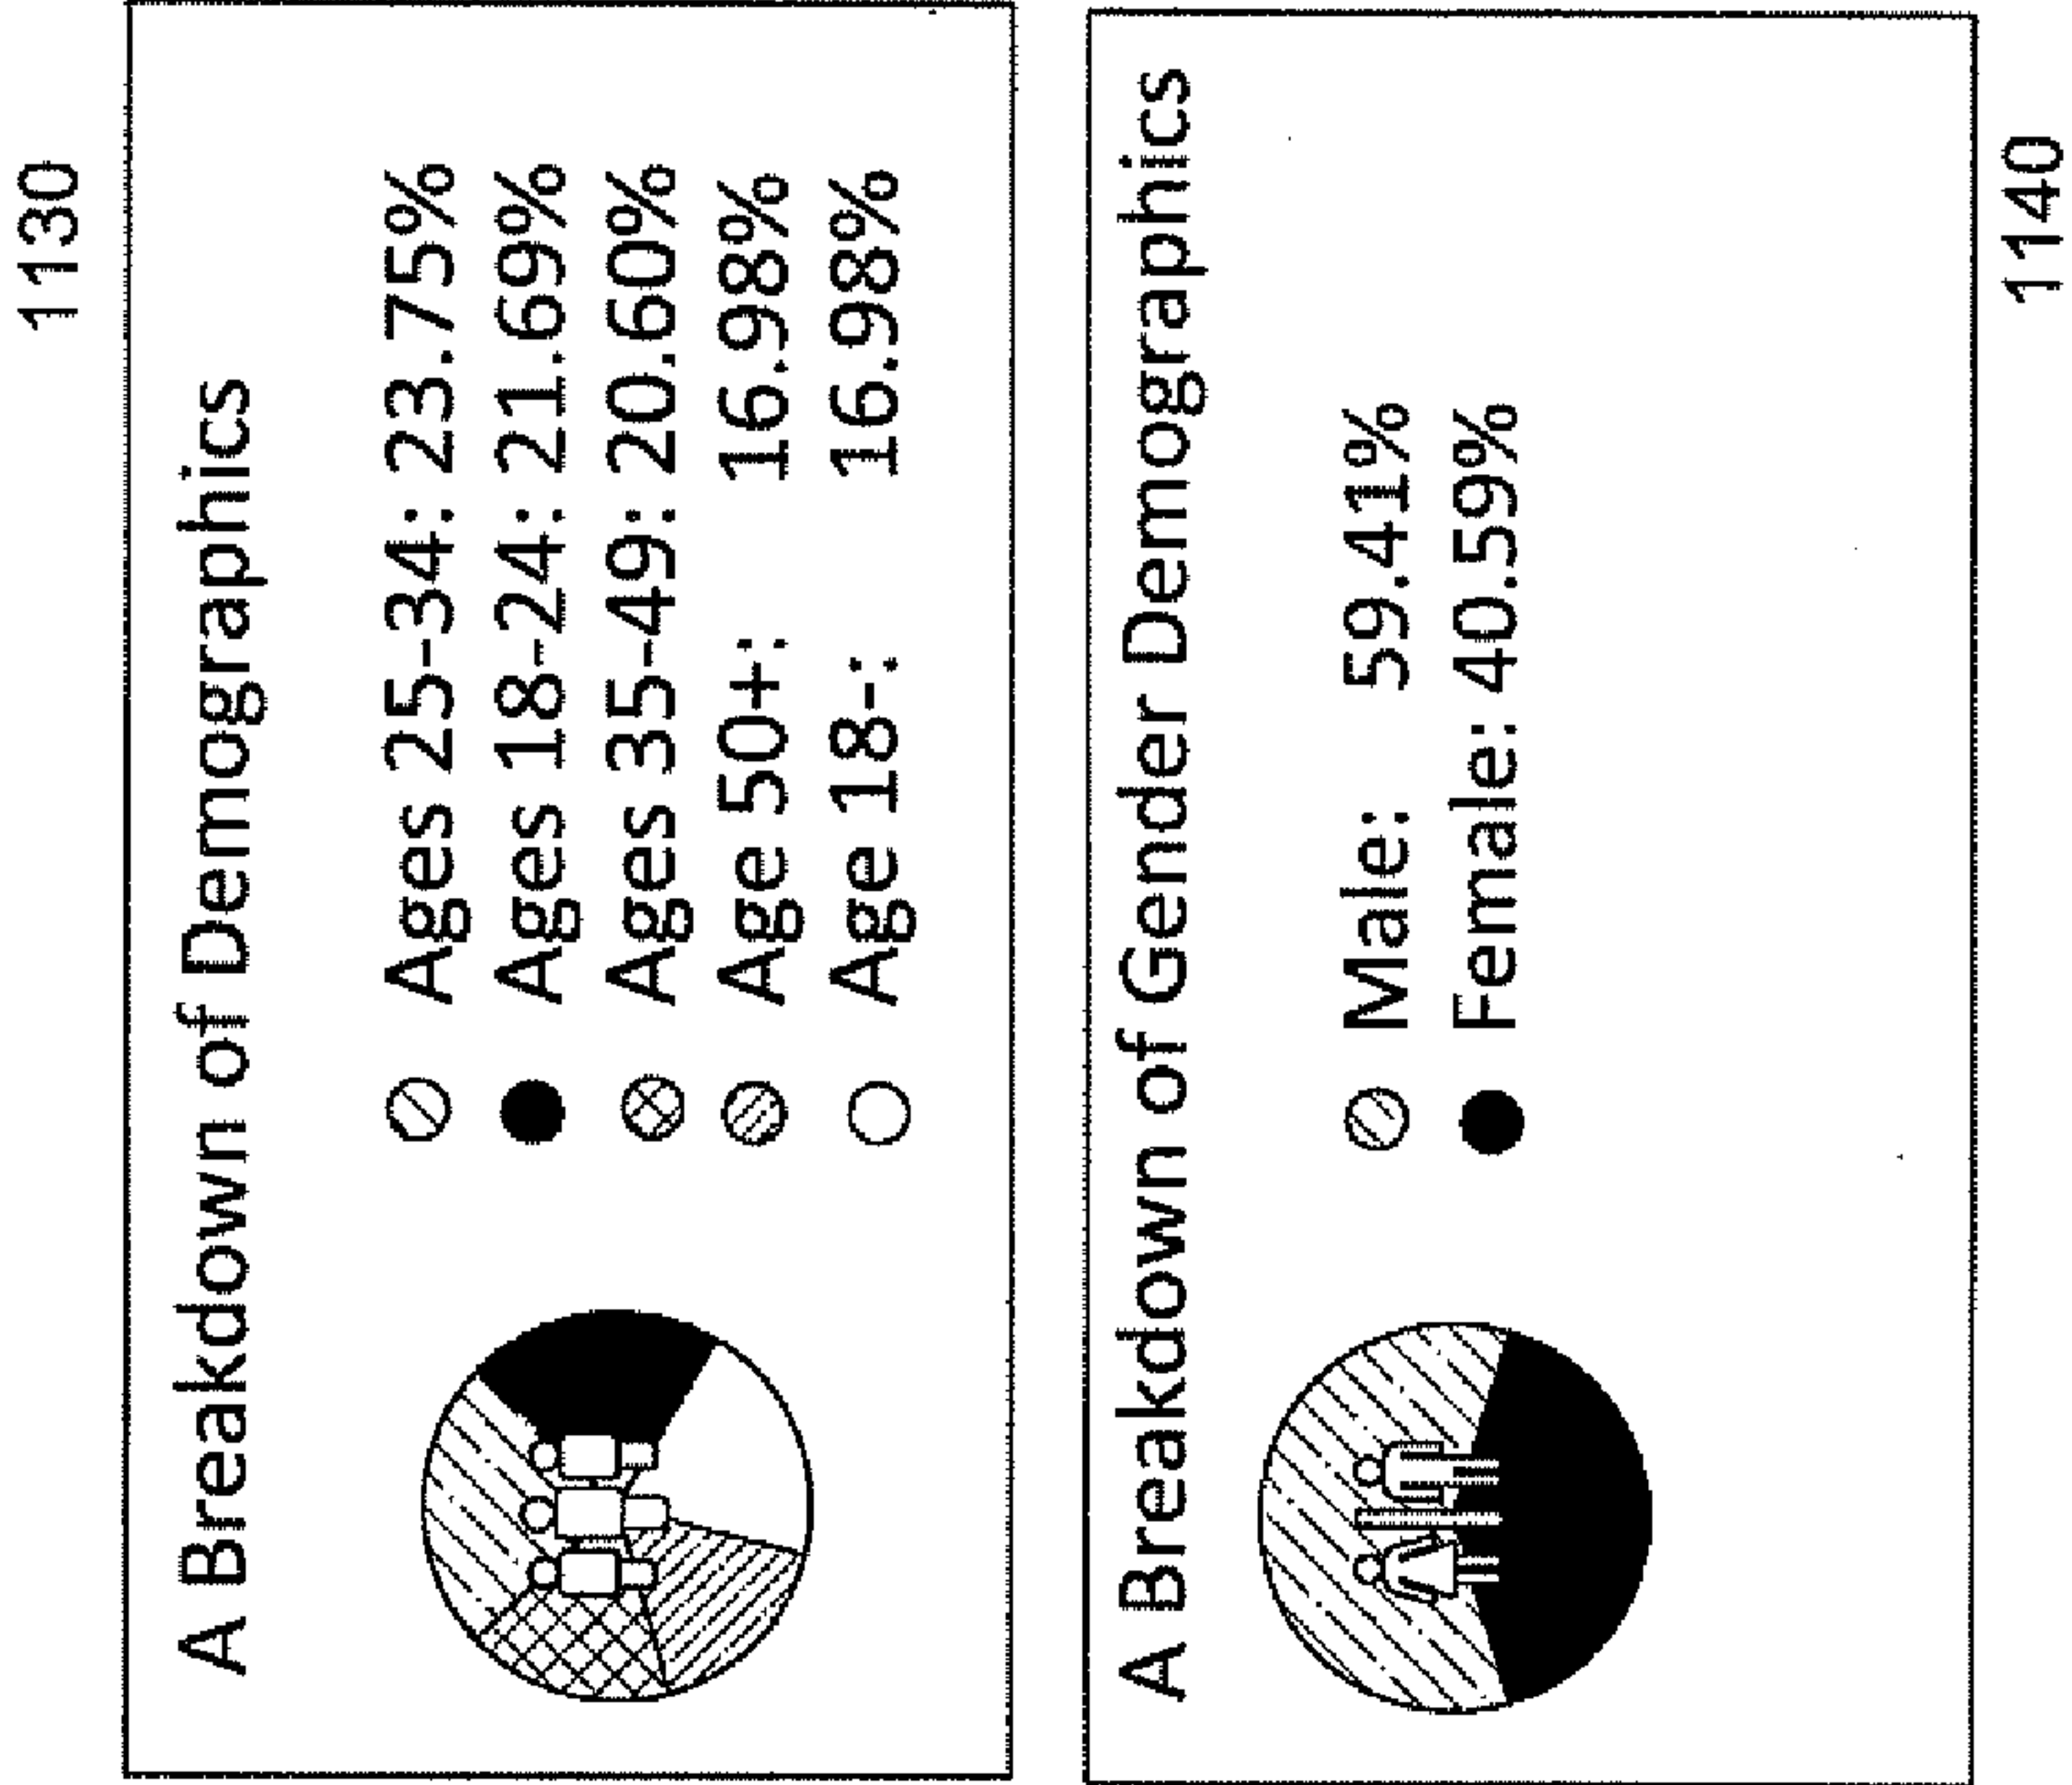 1130
A Breakdown of Demographics
Ages 25-34: 23.75%
Ages 18-24: 21.69%
Ages 35-49: 20.60%
Age 50+: 16.98%
Age 18-: 16.98%
A Breakdown of Gender Demographics
Male: 59.41%
Female: 40.59%
1140